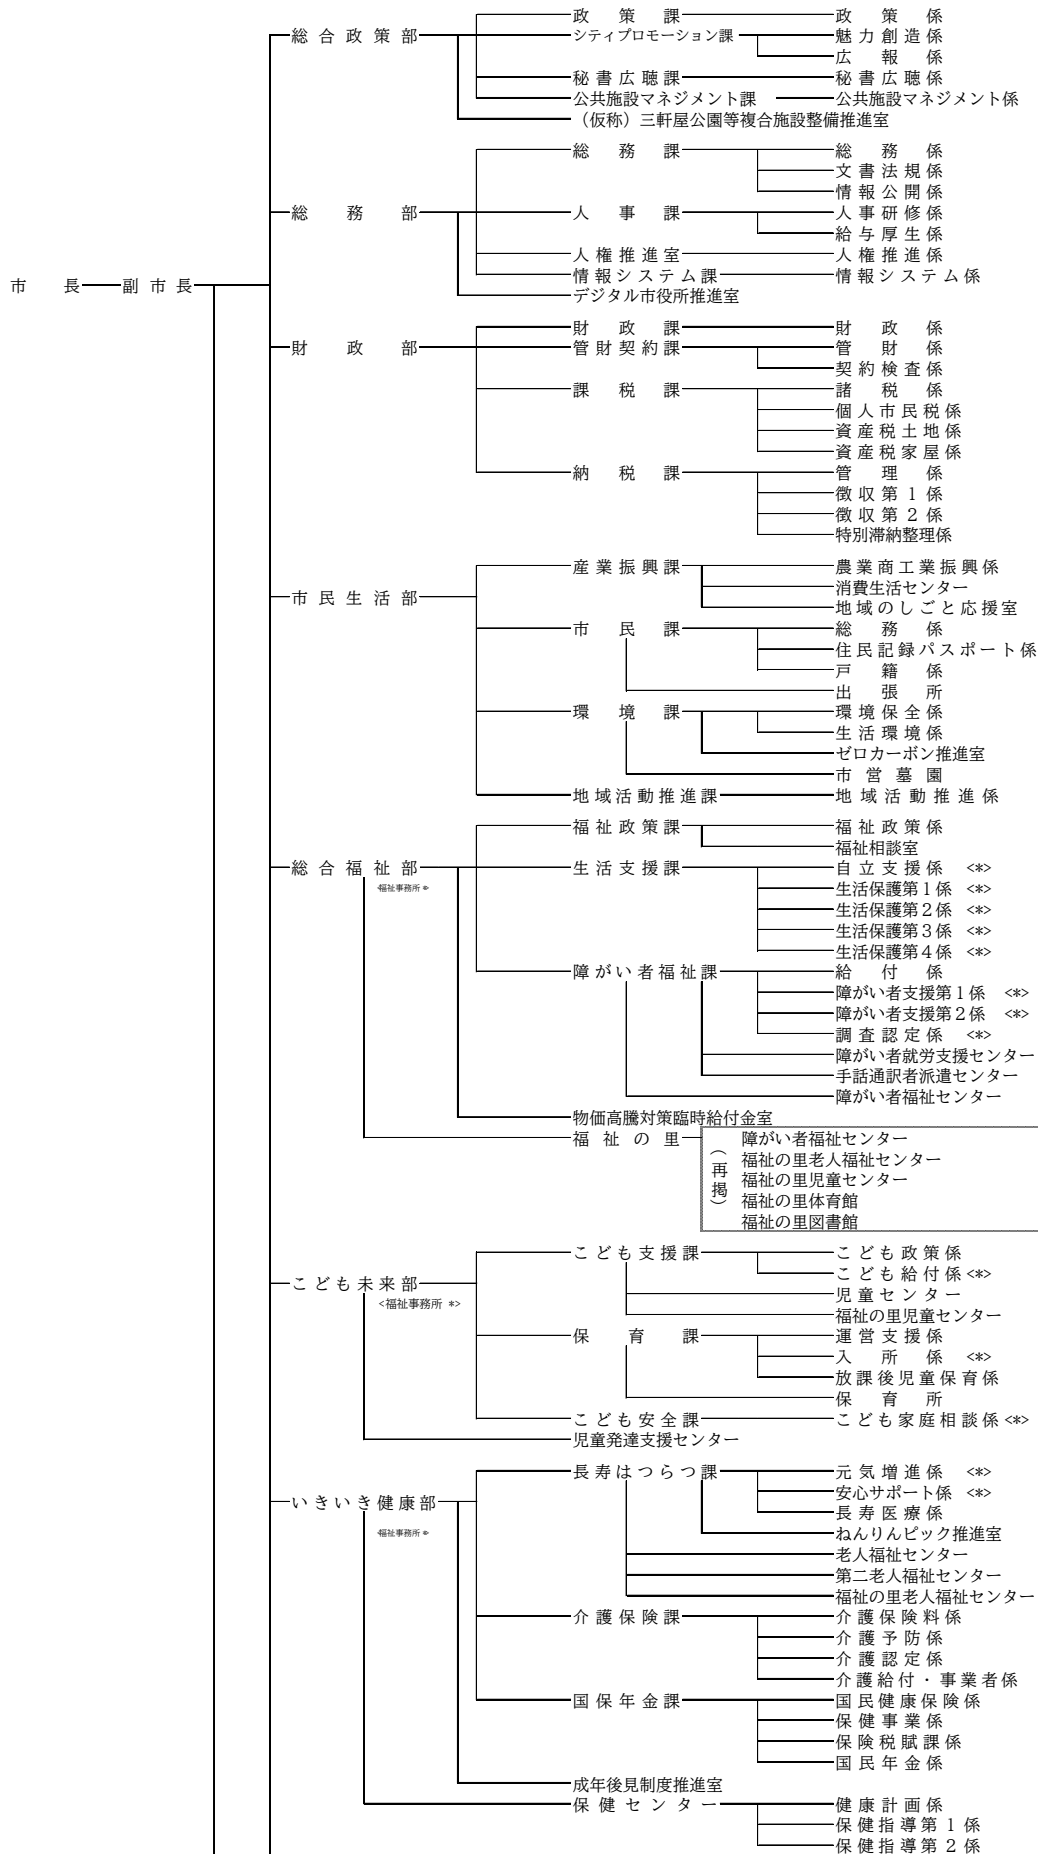 政策課 政策係
総合政策部 シティプロモーション課 魅力創造係
広報係
秘書広聴課 秘書広聴係
公共施設マネジメント課 公共施設マネジメント係
（仮称）三軒屋公園等複合施設整備推進室
総務課 総務係
文書法規係
情報公開係
総務部 人事課 人事研修係
給与厚生係
人権推進室 人権推進係
市長 副市長 情報システム課 情報システム係
デジタル市役所推進室
財政課 財政係
財政部 管財契約課 管財係
契約検査係
課税課 諸税係
個人市民税係
資産税土地係
資産税家屋係
納税課 管理係
徴収第１係
徴収第２係
特別滞納整理係
産業振興課 農業商工業振興係
市民生活部 消費生活センター
地域のしごと応援室
市民課 総務係
住民記録パスポート係
戸籍係
出張所
環境課 環境保全係
生活環境係
ゼロカーボン推進室
市営墓園
地域活動推進課 地域活動推進係
福祉政策課 福祉政策係
福祉相談室
総合福祉部 生活支援課 自立支援係 <*>
<福祉事務所 *> 生活保護第１係 <*>
生活保護第２係 <*>
生活保護第３係 <*>
生活保護第４係 <*>
障がい者福祉課 給付係
障がい者支援第１係 <*>
障がい者支援第２係 <*>
調査認定係 <*>
障がい者就労支援センター
手話通訳者派遣センター
障がい者福祉センター
物価高騰対策臨時給付金室
福祉の里 （再掲） 障がい者福祉センター
福祉の里老人福祉センター
福祉の里児童センター
福祉の里体育館
福祉の里図書館
こども支援課 こども政策係
こども未来部 こども給付係<*>
<福祉事務所 *> 児童センター
福祉の里児童センター
保育課 運営支援係
入所係 <*>
放課後児童保育係
保育所
こども安全課 こども家庭相談係<*>
児童発達支援センター
長寿はつらつ課 元気増進係 <*>
いきいき健康部 安心サポート係 <*>
長寿医療係
<福祉事務所 *> ねんりんピック推進室
老人福祉センター
第二老人福祉センター
福祉の里老人福祉センター
介護保険課 介護保険料係
介護予防係
介護認定係
介護給付・事業者係
国保年金課 国民健康保険係
保健事業係
保険税賦課係
国民年金係
成年後見制度推進室
保健センター 健康計画係
保健指導第１係
保健指導第２係